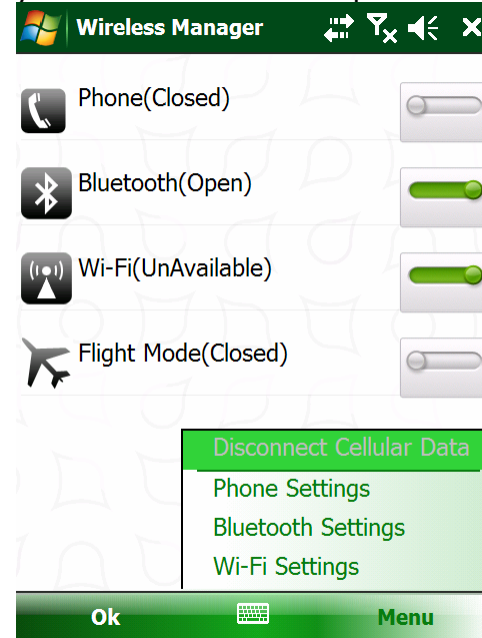 Wireless Manager
Phone(Closed)
Bluetooth(Open)
Wi-Fi(UnAvailable)
Flight Mode(Closed)
Disconnect Cellular Data
Phone Settings
Bluetooth Settings
Wi-Fi Settings
Ok Menu